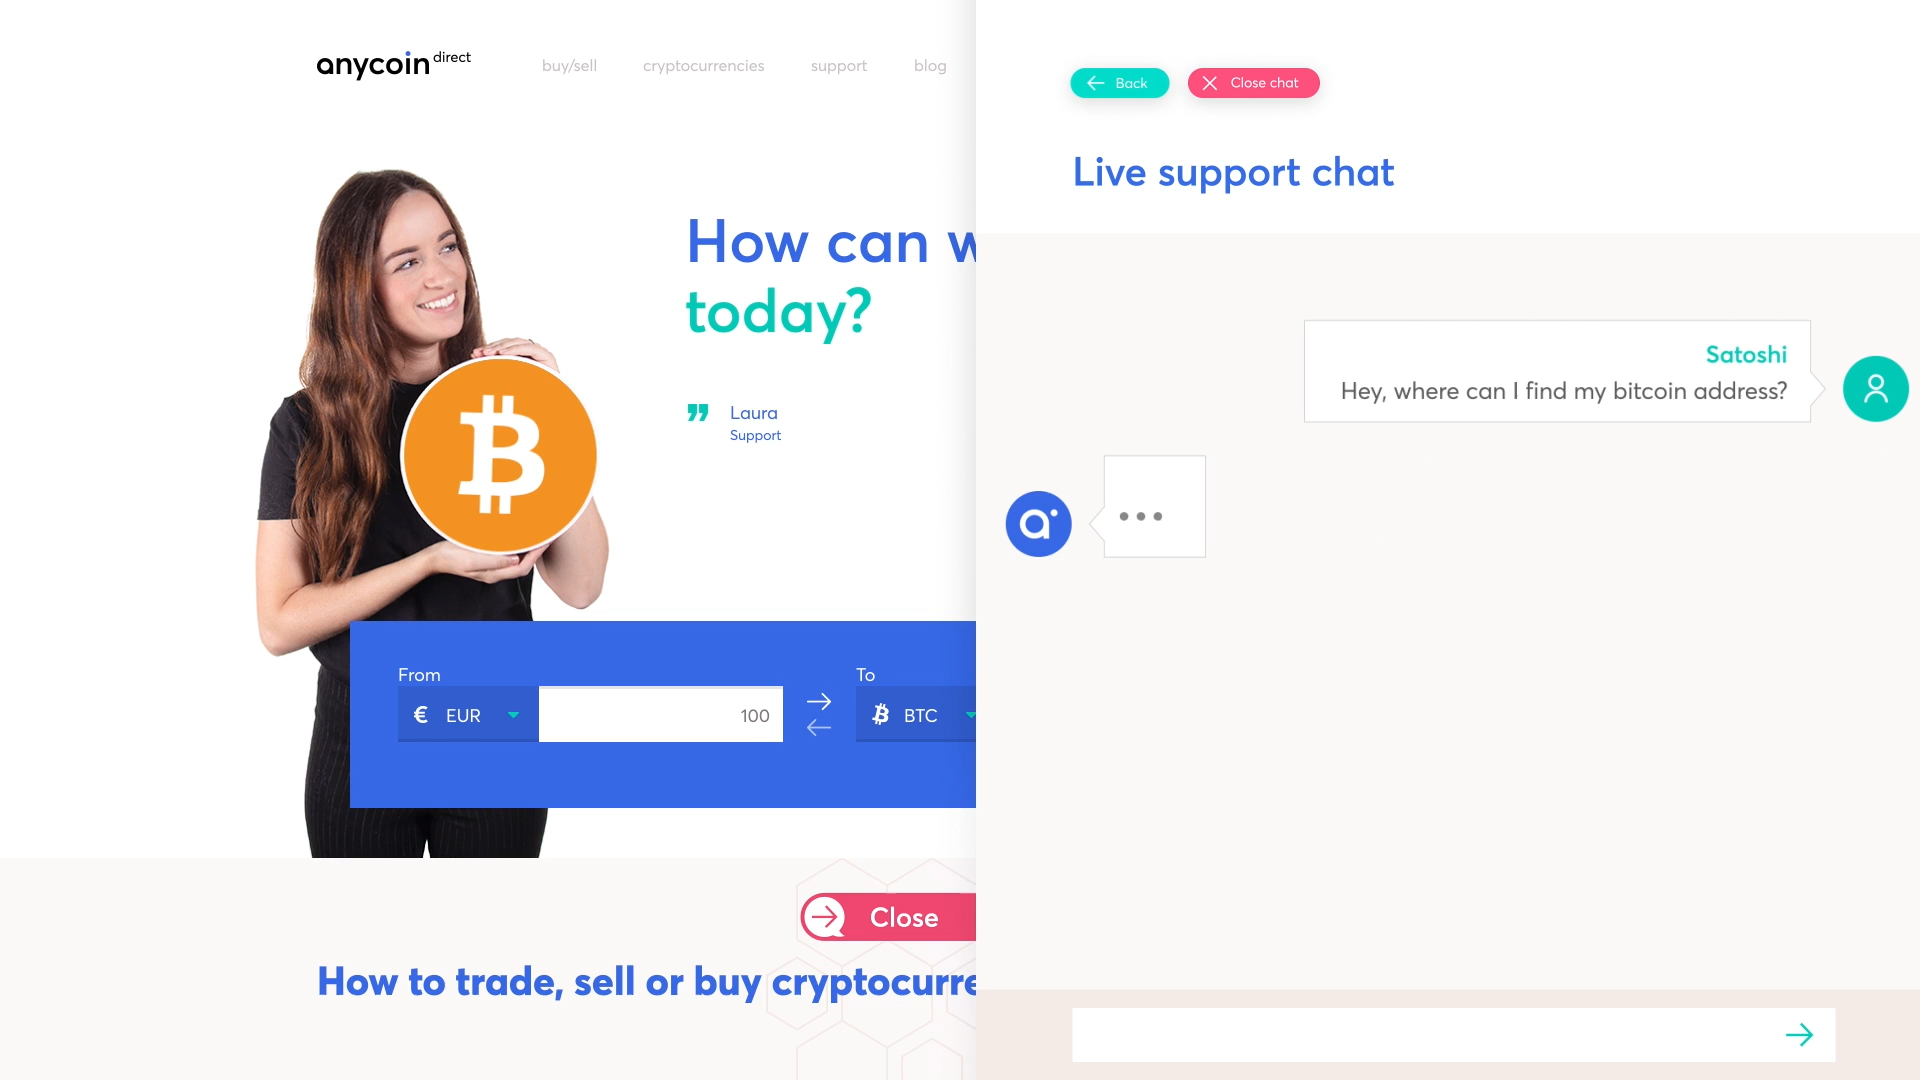 anycoin direct
buy/sell cryptocurrencies support blog
How can w
today?
Laura
Support
From
€ EUR 100
To
BTC
Close
How to trade, sell or buy cryptocurre
Back
Close chat
Live support chat
Satoshi
Hey, where can I find my bitcoin address?